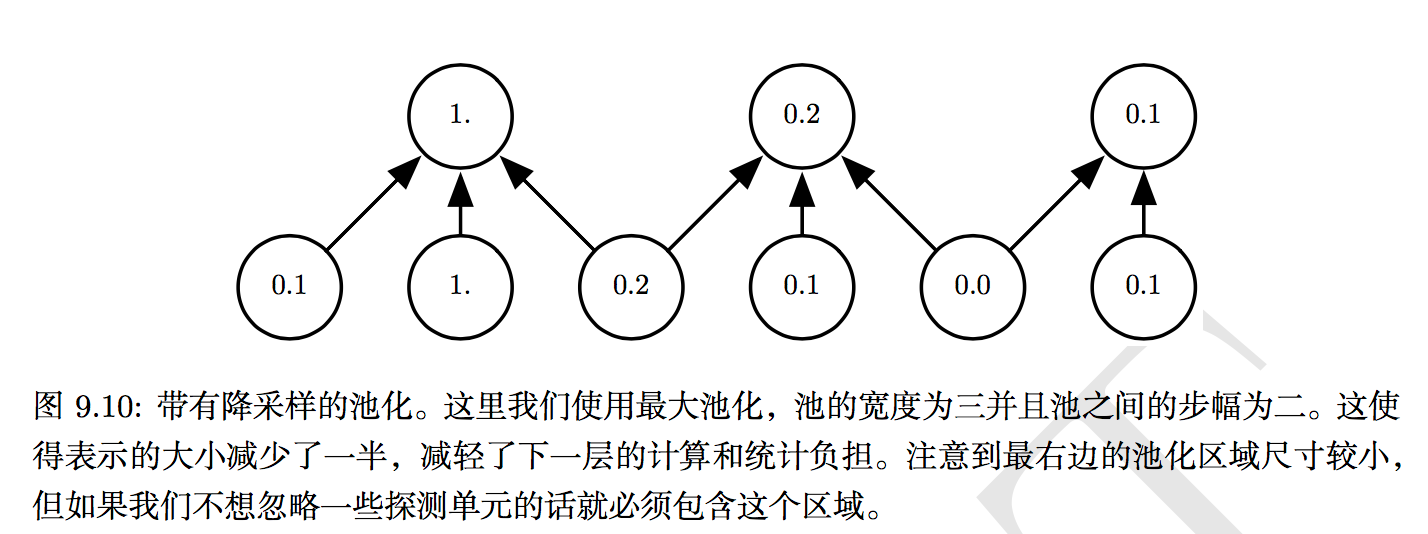 1. 0.2 0.1
0.1 1. 0.2 0.1 0.0 0.1
图 9.10: 带有降采样的池化。这里我们使用最大池化，池的宽度为三并且池之间的步幅为二。这使
得表示的大小减少了一半，减轻了下一层的计算和统计负担。注意到最右边的池化区域尺寸较小，
但如果我们不想忽略一些探测单元的话就必须包含这个区域。